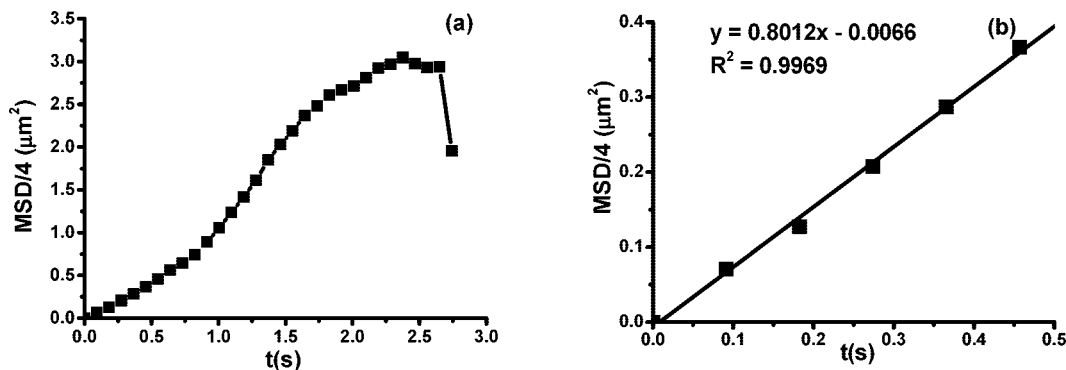 (a)
MSD/4 (μm²)
3.5
3.0
2.5
2.0
1.5
1.0
0.5
0.0
0.0 0.5 1.0 1.5 2.0 2.5 3.0
t(s)
(b)
y = 0.8012x - 0.0066
R² = 0.9969
MSD/4 (μm²)
0.4
0.3
0.2
0.1
0.0
0.0 0.1 0.2 0.3 0.4 0.5
t(s)